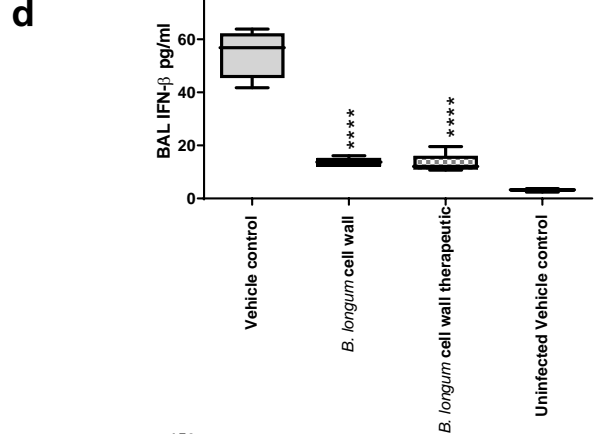 d
BAL IFN-β pg/ml
60
40
20
0
****
****
Vehicle control
B. longum cell wall
B. longum cell wall therapeutic
Uninfected Vehicle control